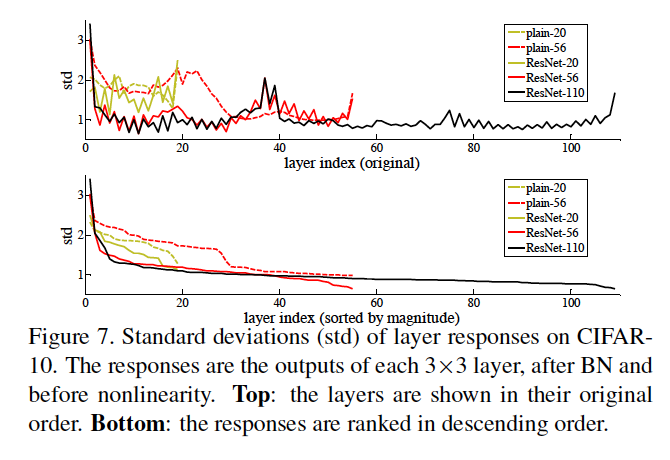 3
2
1
std
plain-20
plain-56
ResNet-20
ResNet-56
ResNet-110
0 20 40 60 80 100
layer index (original)
3
2
1
std
plain-20
plain-56
ResNet-20
ResNet-56
ResNet-110
0 20 40 60 80 100
layer index (sorted by magnitude)
Figure 7. Standard deviations (std) of layer responses on CIFAR-
10. The responses are the outputs of each 3×3 layer, after BN and
before nonlinearity. Top: the layers are shown in their original
order. Bottom: the responses are ranked in descending order.